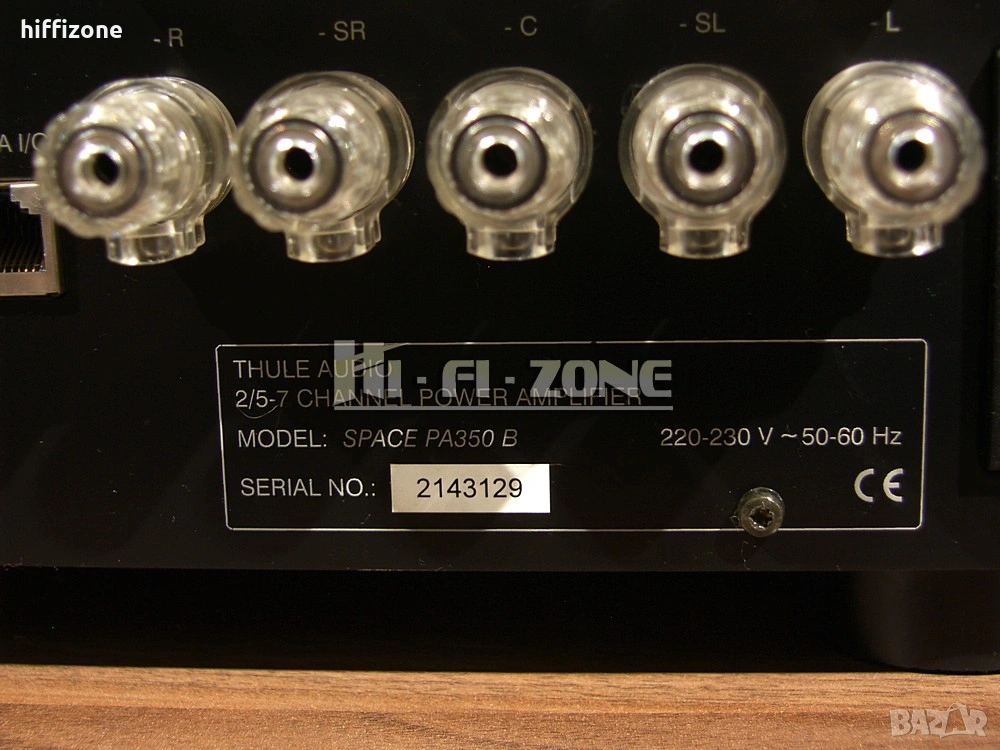 hiffizone
- R
- SR
- C
- SL
- L
A I/O
THULE AUDIO
HI-FI-ZONE
2/5-7 CHANNEL POWER AMPLIFIER
MODEL: SPACE PA350 B
220-230 V ~ 50-60 Hz
SERIAL NO.: 2143129
CE
BAZAR